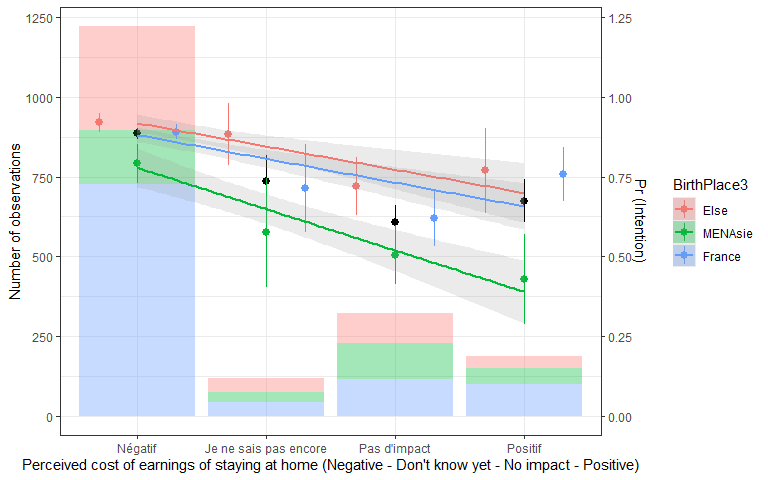 1250
1000
750
500
250
0
Number of observations
1.25
1.00
0.75
0.50
0.25
0.00
Pr (Intention)
BirthPlace3
Else
MENAsie
France
Négatif
Je ne sais pas encore
Pas d'impact
Positif
Perceived cost of earnings of staying at home (Negative - Don't know yet - No impact - Positive)